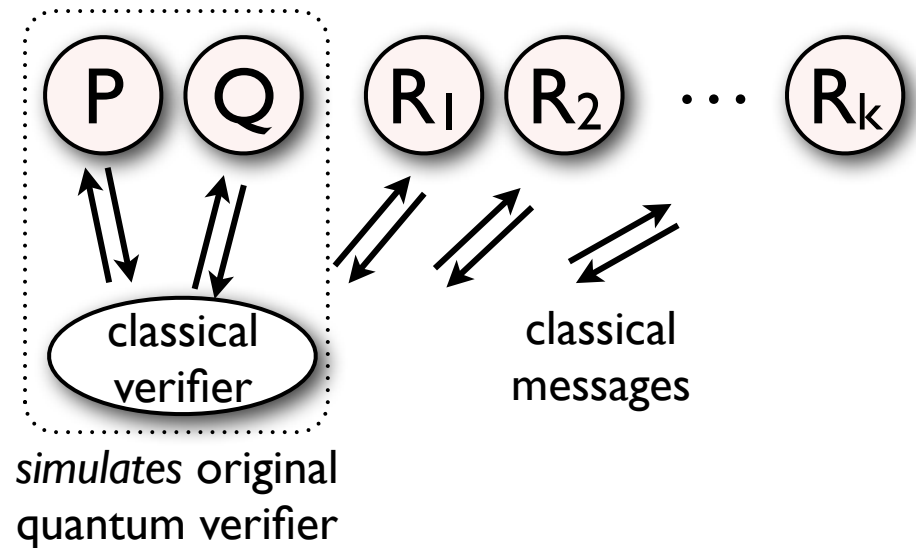 P Q R₁ R₂ ... Rₖ
classical
verifier
classical
messages
simulates original
quantum verifier